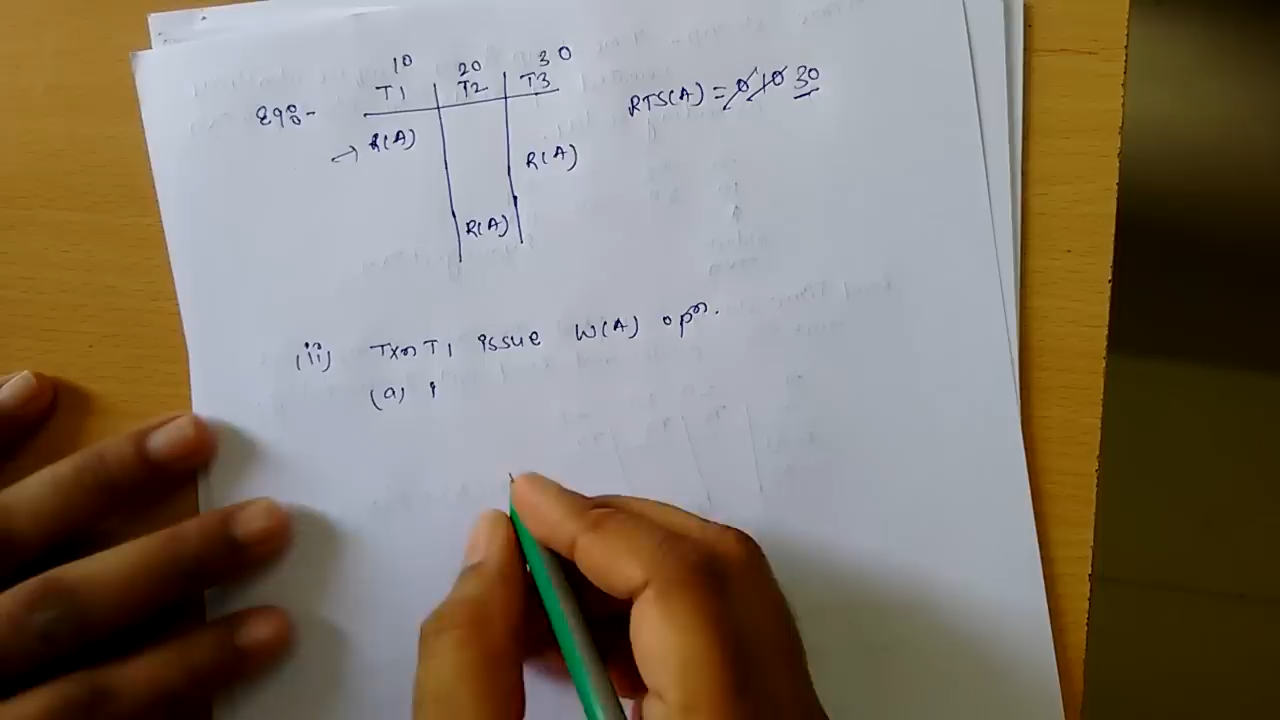 10 20 30
Eg:- T1 T2 T3 RTS(A) = 0 10 30
→ R(A)
R(A)
R(A)
(ii) Txn T1 issue W(A) opn.
(a) i